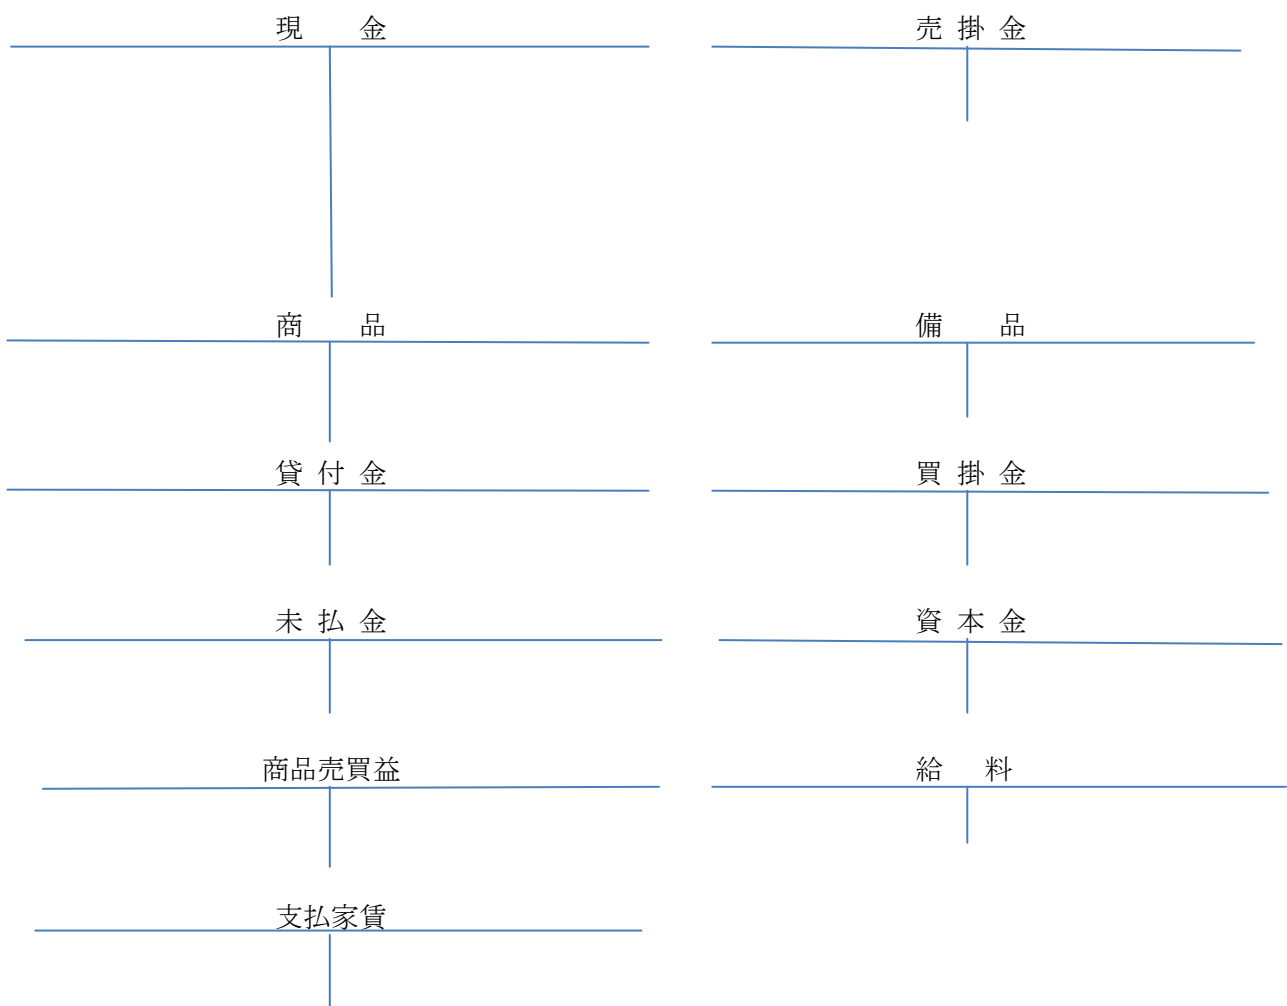 現　金
売 掛 金
商　品
備　品
貸 付 金
買 掛 金
未 払 金
資 本 金
商品売買益
給　料
支払家賃